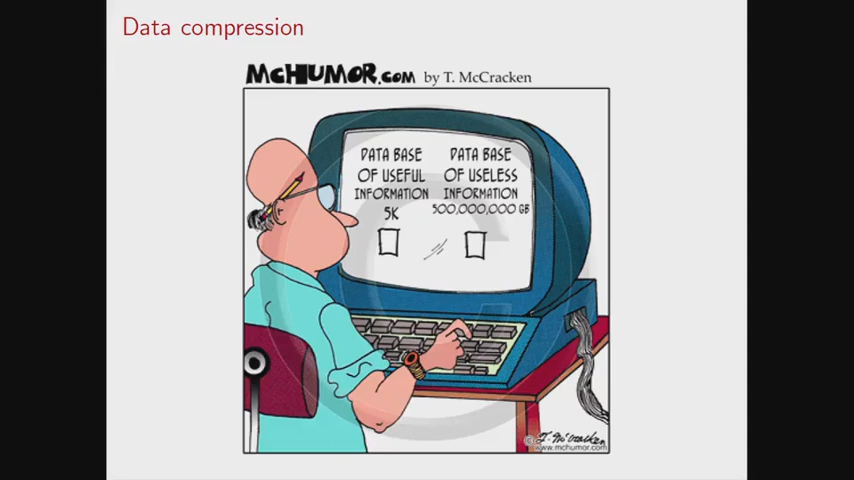 Data compression
McHUMOR.com by T. McCracken
DATA BASE
OF USEFUL
INFORMATION
5K
DATA BASE
OF USELESS
INFORMATION
500,000,000 GB
© T. McCracken
www.mchumor.com